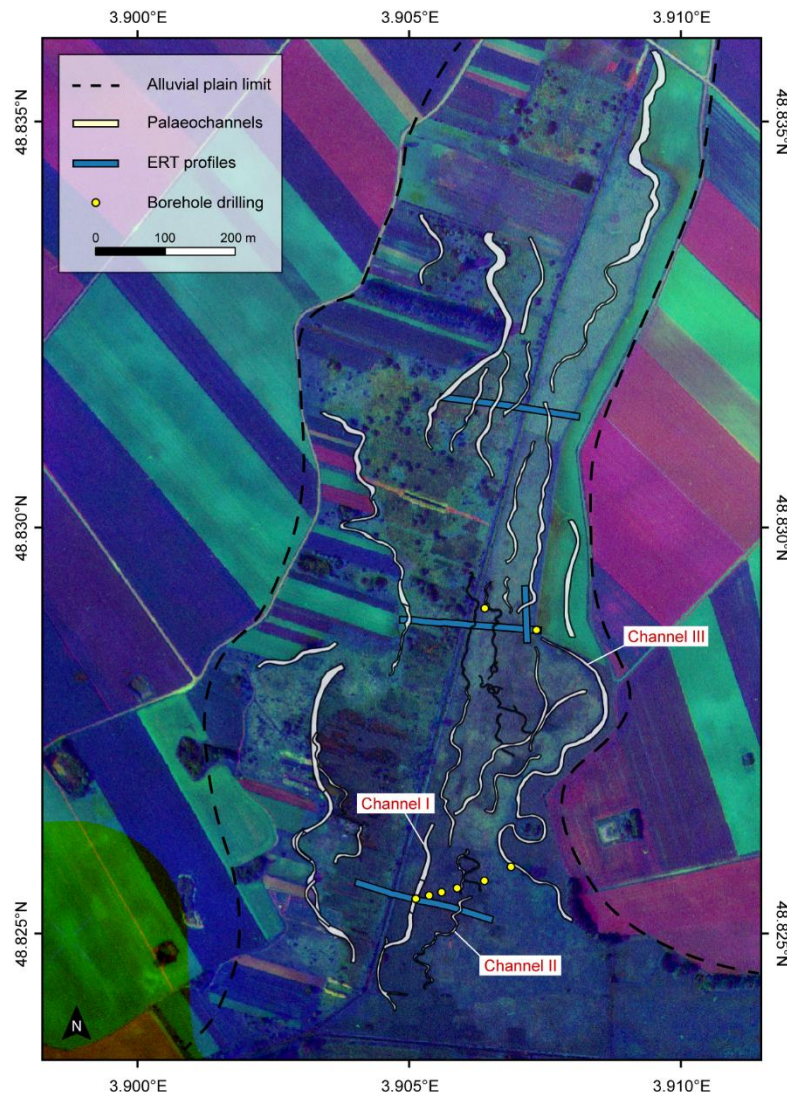 3.900°E
3.905°E
3.910°E
Alluvial plain limit
Palaeochannels
ERT profiles
Borehole drilling
0 100 200 m
48.835°N
48.835°N
48.830°N
48.830°N
Channel III
Channel I
48.825°N
48.825°N
Channel II
N
3.900°E
3.905°E
3.910°E